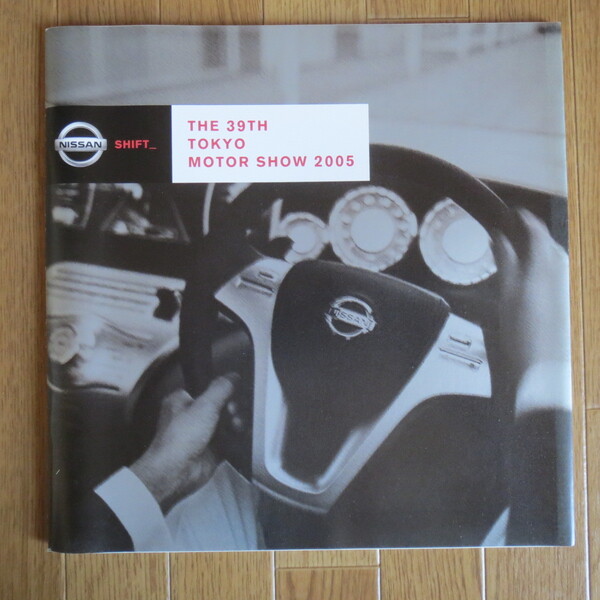 NISSAN
SHIFT_
THE 39TH
TOKYO
MOTOR SHOW 2005
NISSAN